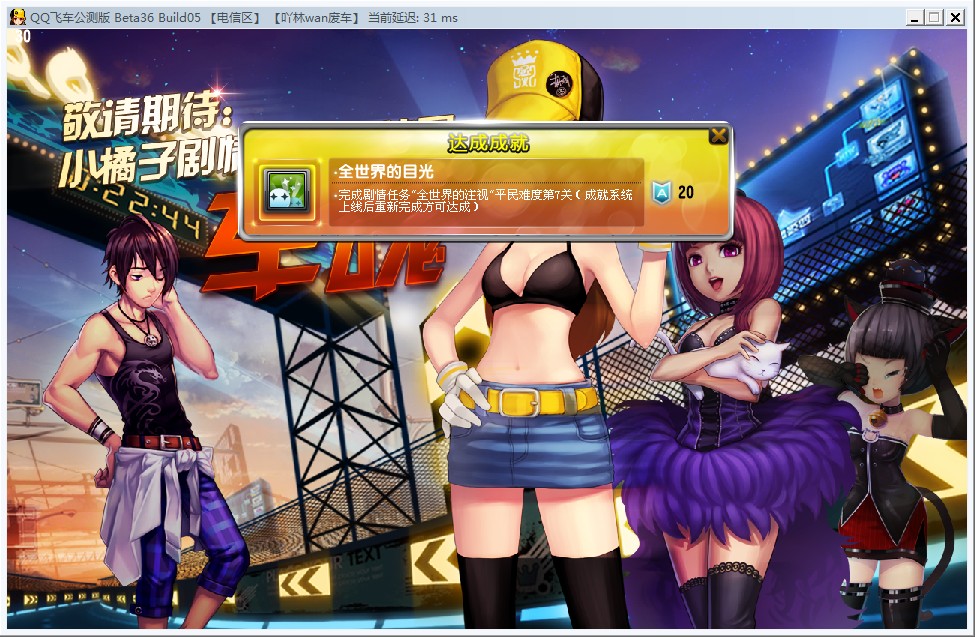 QQ飞车公测版 Beta36 Build05 【电信区】 【吖林wan废车】 当前延迟: 31 ms
30
敬请期待:
小橘子剧情
22:44
达成成就
·全世界的目光
·完成剧情任务“全世界的注视”平民难度第7关(成就系统
上线后重新完成方可达成)
A 20
TEXT